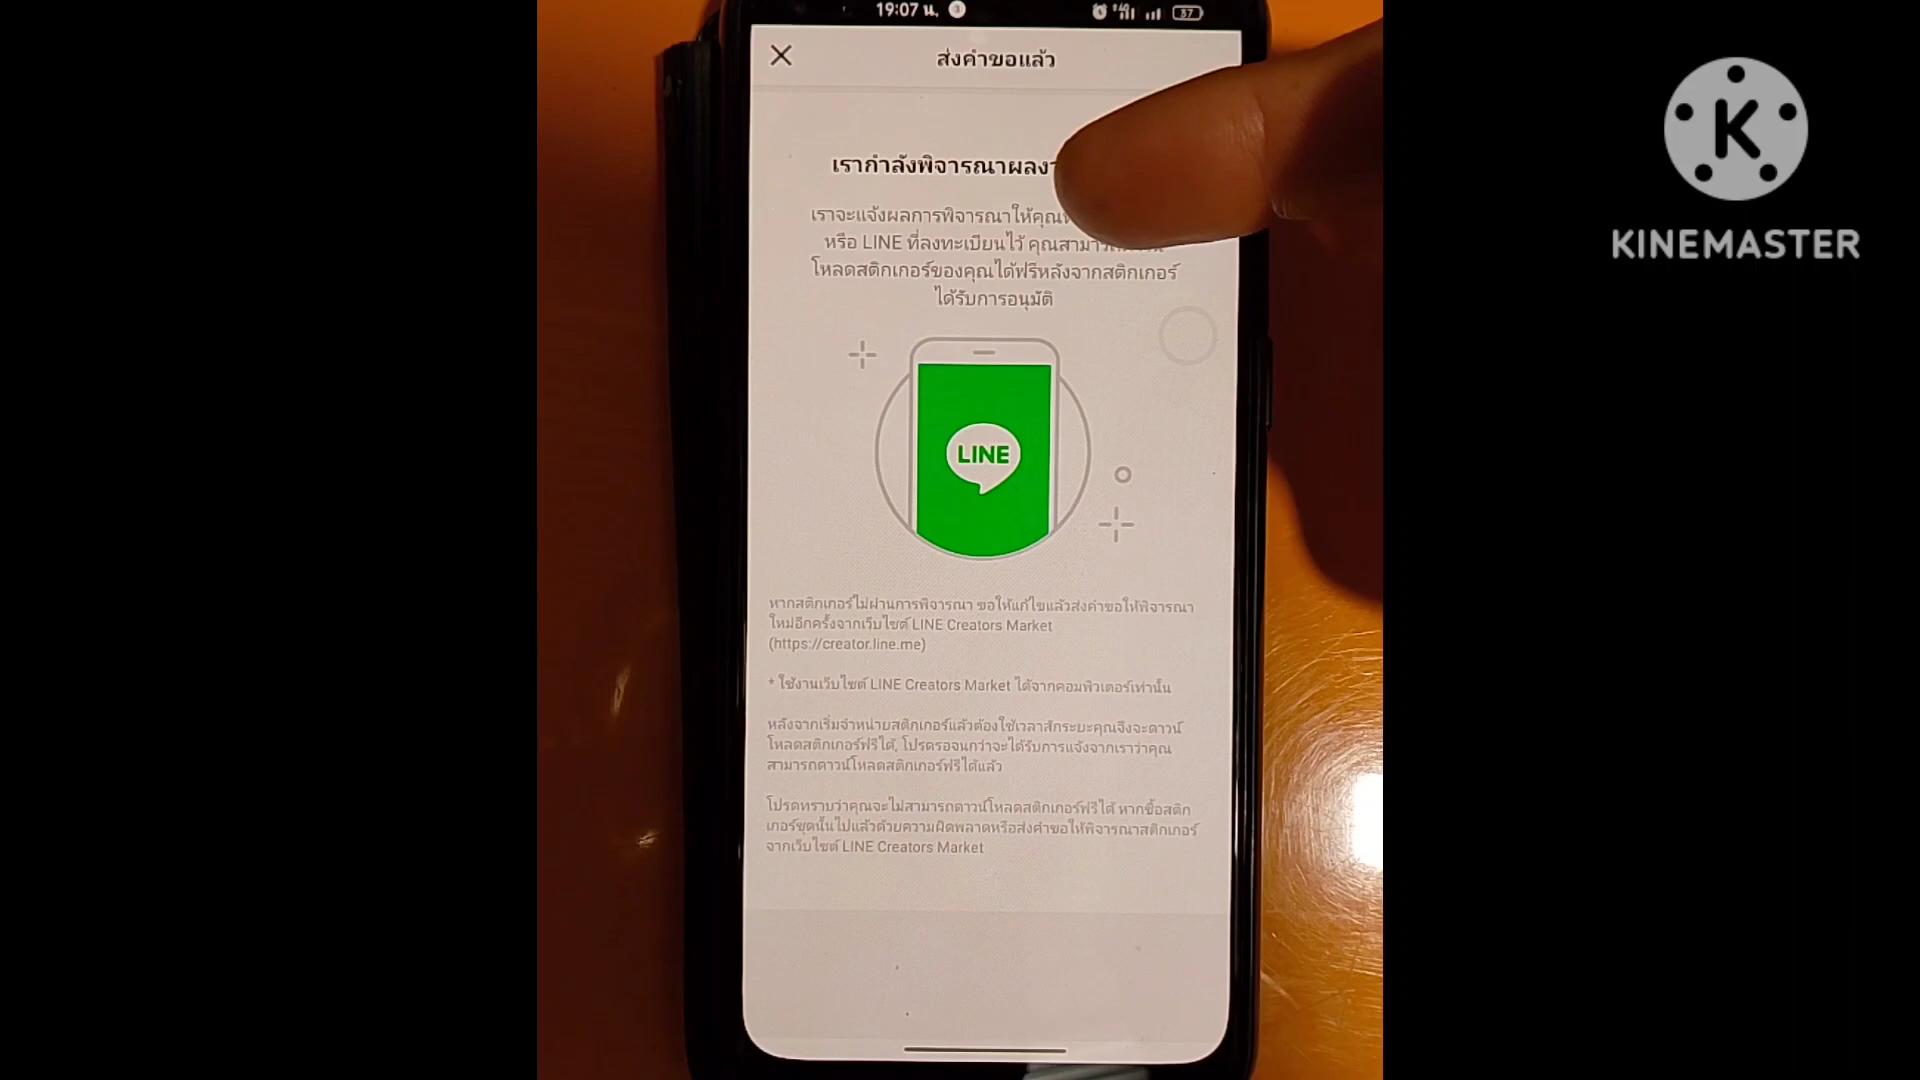 19:07 น.
37
ส่งคำขอแล้ว
เรากำลังพิจารณาผลง
เราจะแจ้งผลการพิจารณาให้คุณ
หรือ LINE ที่ลงทะเบียนไว้ คุณสามารถ
โหลดสติกเกอร์ของคุณได้ฟรีหลังจากสติกเกอร์
ได้รับการอนุมัติ
LINE
หากสติกเกอร์ไม่ผ่านการพิจารณา ขอให้แก้ไขแล้วส่งคำขอให้พิจารณา
ใหม่อีกครั้งจากเว็บไซต์ LINE Creators Market
(https://creator.line.me)
* ใช้งานเว็บไซต์ LINE Creators Market ได้จากคอมพิวเตอร์เท่านั้น
หลังจากเริ่มจำหน่ายสติกเกอร์แล้วต้องใช้เวลาสักระยะคุณจึงจะดาวน์
โหลดสติกเกอร์ฟรีได้, โปรดรอจนกว่าจะได้รับการแจ้งจากเราว่าคุณ
สามารถดาวน์โหลดสติกเกอร์ฟรีได้แล้ว
โปรดทราบว่าคุณจะไม่สามารถดาวน์โหลดสติกเกอร์ฟรีได้ หากซื้อสติก
เกอร์ชุดนั้นไปแล้วด้วยความผิดพลาดหรือส่งคำขอให้พิจารณาสติกเกอร์
จากเว็บไซต์ LINE Creators Market
K
KINEMASTER